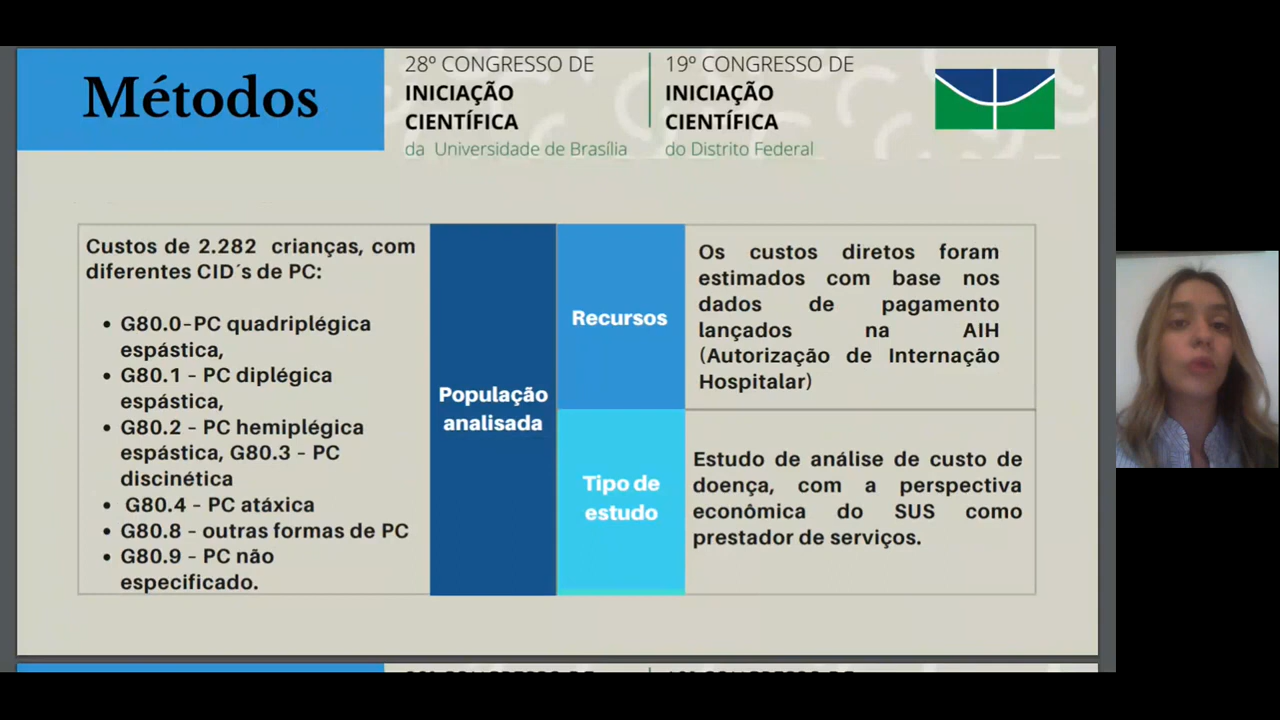 Métodos
28º CONGRESSO DE
INICIAÇÃO
CIENTÍFICA
da Universidade de Brasília
19º CONGRESSO DE
INICIAÇÃO
CIENTÍFICA
do Distrito Federal
Custos de 2.282 crianças, com
diferentes CID´s de PC:
• G80.0-PC quadriplégica
espástica,
• G80.1 - PC diplégica
espástica,
• G80.2 - PC hemiplégica
espástica, G80.3 - PC
discinética
• G80.4 - PC atáxica
• G80.8 - outras formas de PC
• G80.9 - PC não
especificado.
População
analisada
Recursos
Os custos diretos foram
estimados com base nos
dados de pagamento
lançados na AIH
(Autorização de Internação
Hospitalar)
Tipo de
estudo
Estudo de análise de custo de
doença, com a perspectiva
econômica do SUS como
prestador de serviços.